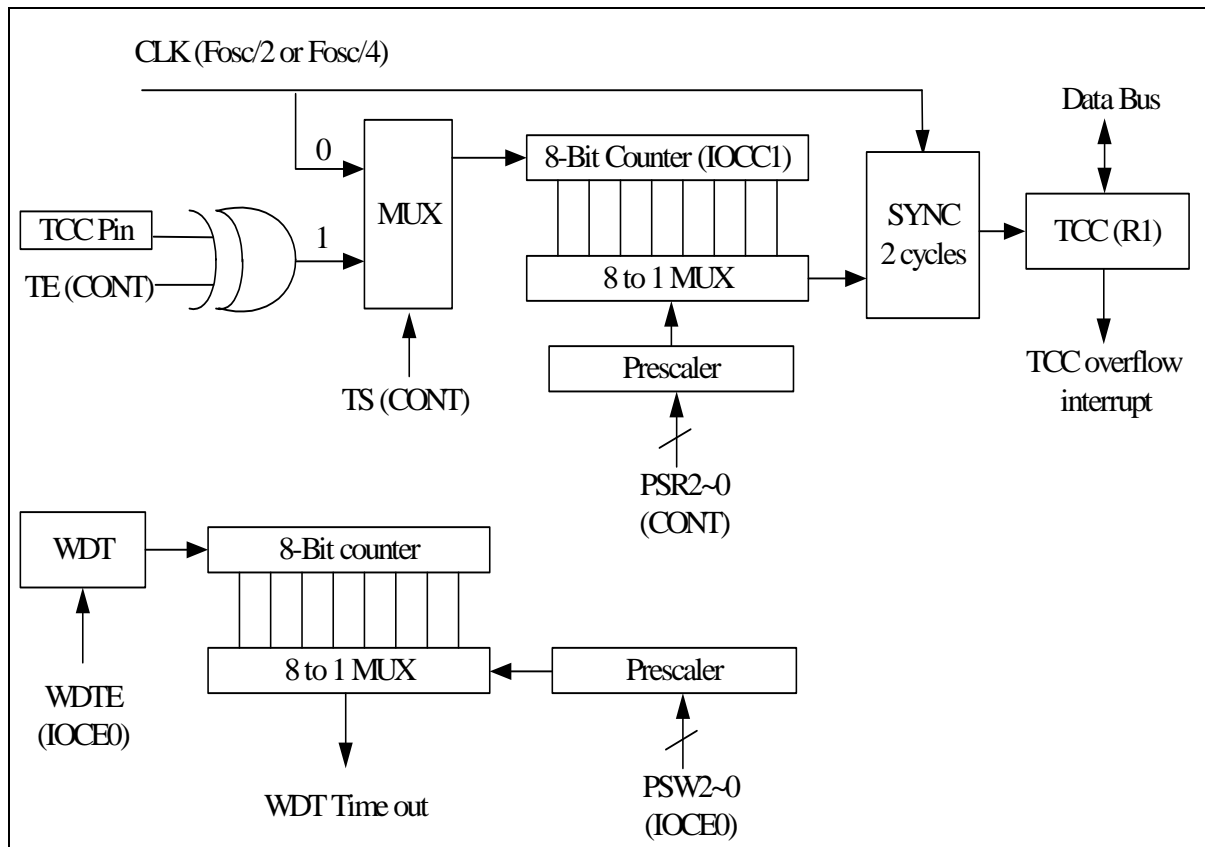 CLK (Fosc/2 or Fosc/4)
Data Bus
0
8-Bit Counter (IOCC1)
MUX
SYNC
2 cycles
TCC Pin
1
TCC (R1)
TE (CONT)
8 to 1 MUX
TS (CONT)
Prescaler
TCC overflow
interrupt
PSR2~0
(CONT)
WDT
8-Bit counter
8 to 1 MUX
Prescaler
WDTE
(IOCE0)
WDT Time out
PSW2~0
(IOCE0)